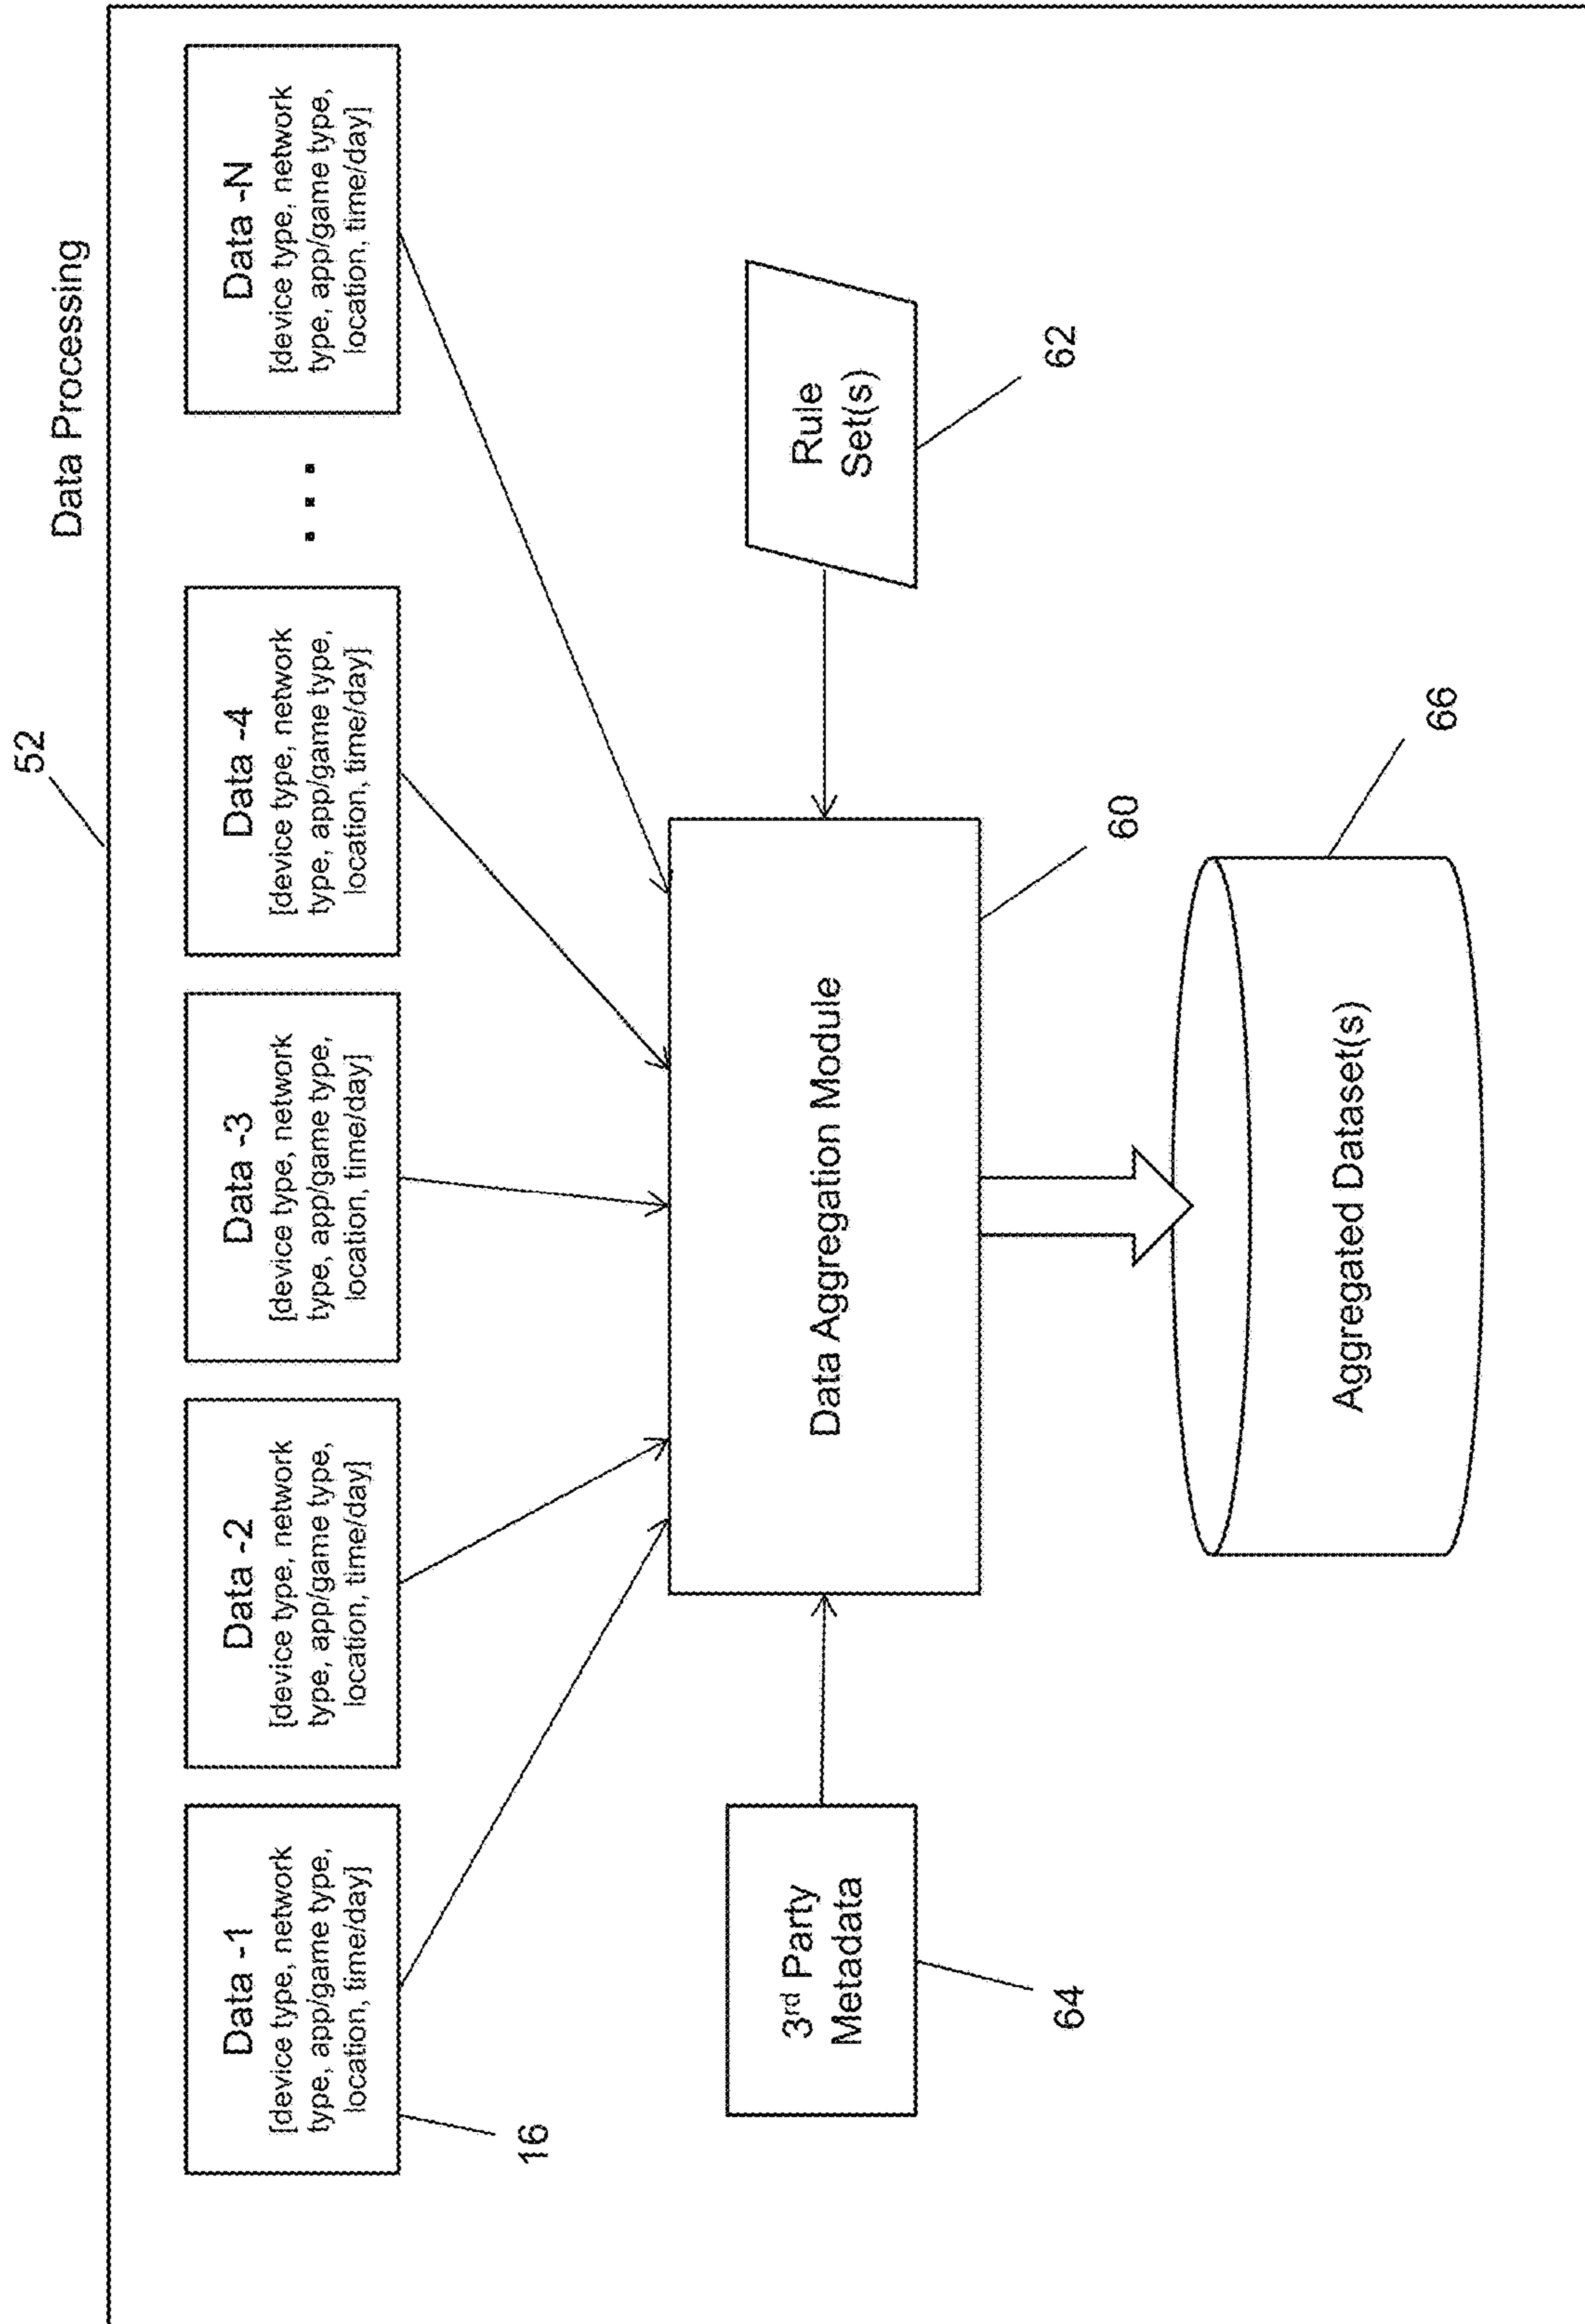 52
Data Processing
Data -1
[device type, network
type, app/game type,
location, time/day]
Data -2
[device type, network
type, app/game type,
location, time/day]
Data -3
[device type, network
type, app/game type,
location, time/day]
Data -4
[device type, network
type, app/game type,
location, time/day]
...
Data -N
[device type, network
type, app/game type,
location, time/day]
16
3rd Party
Metadata
64
Data Aggregation Module
60
Rule
Set(s)
62
Aggregated Dataset(s)
66